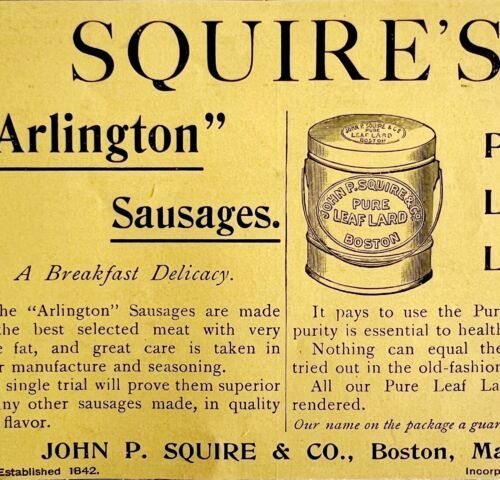 SQUIRE'S
Arlington"
Sausages.
A Breakfast Delicacy.
he "Arlington" Sausages are made
the best selected meat with very
e fat, and great care is taken in
r manufacture and seasoning.
single trial will prove them superior
ny other sausages made, in quality
flavor.
JOHN P. SQUIRE & CO
PURE
LEAF LARD
BOSTON
JOHN P. SQUIRE & CO.
PURE
LEAF LARD
BOSTON
P
L
L
It pays to use the Pur
purity is essential to health
Nothing can equal the
tried out in the old-fashion
All our Pure Leaf La
rendered.
Our name on the package a guar
JOHN P. SQUIRE & CO., Boston, Ma
Established 1842.
Incorp